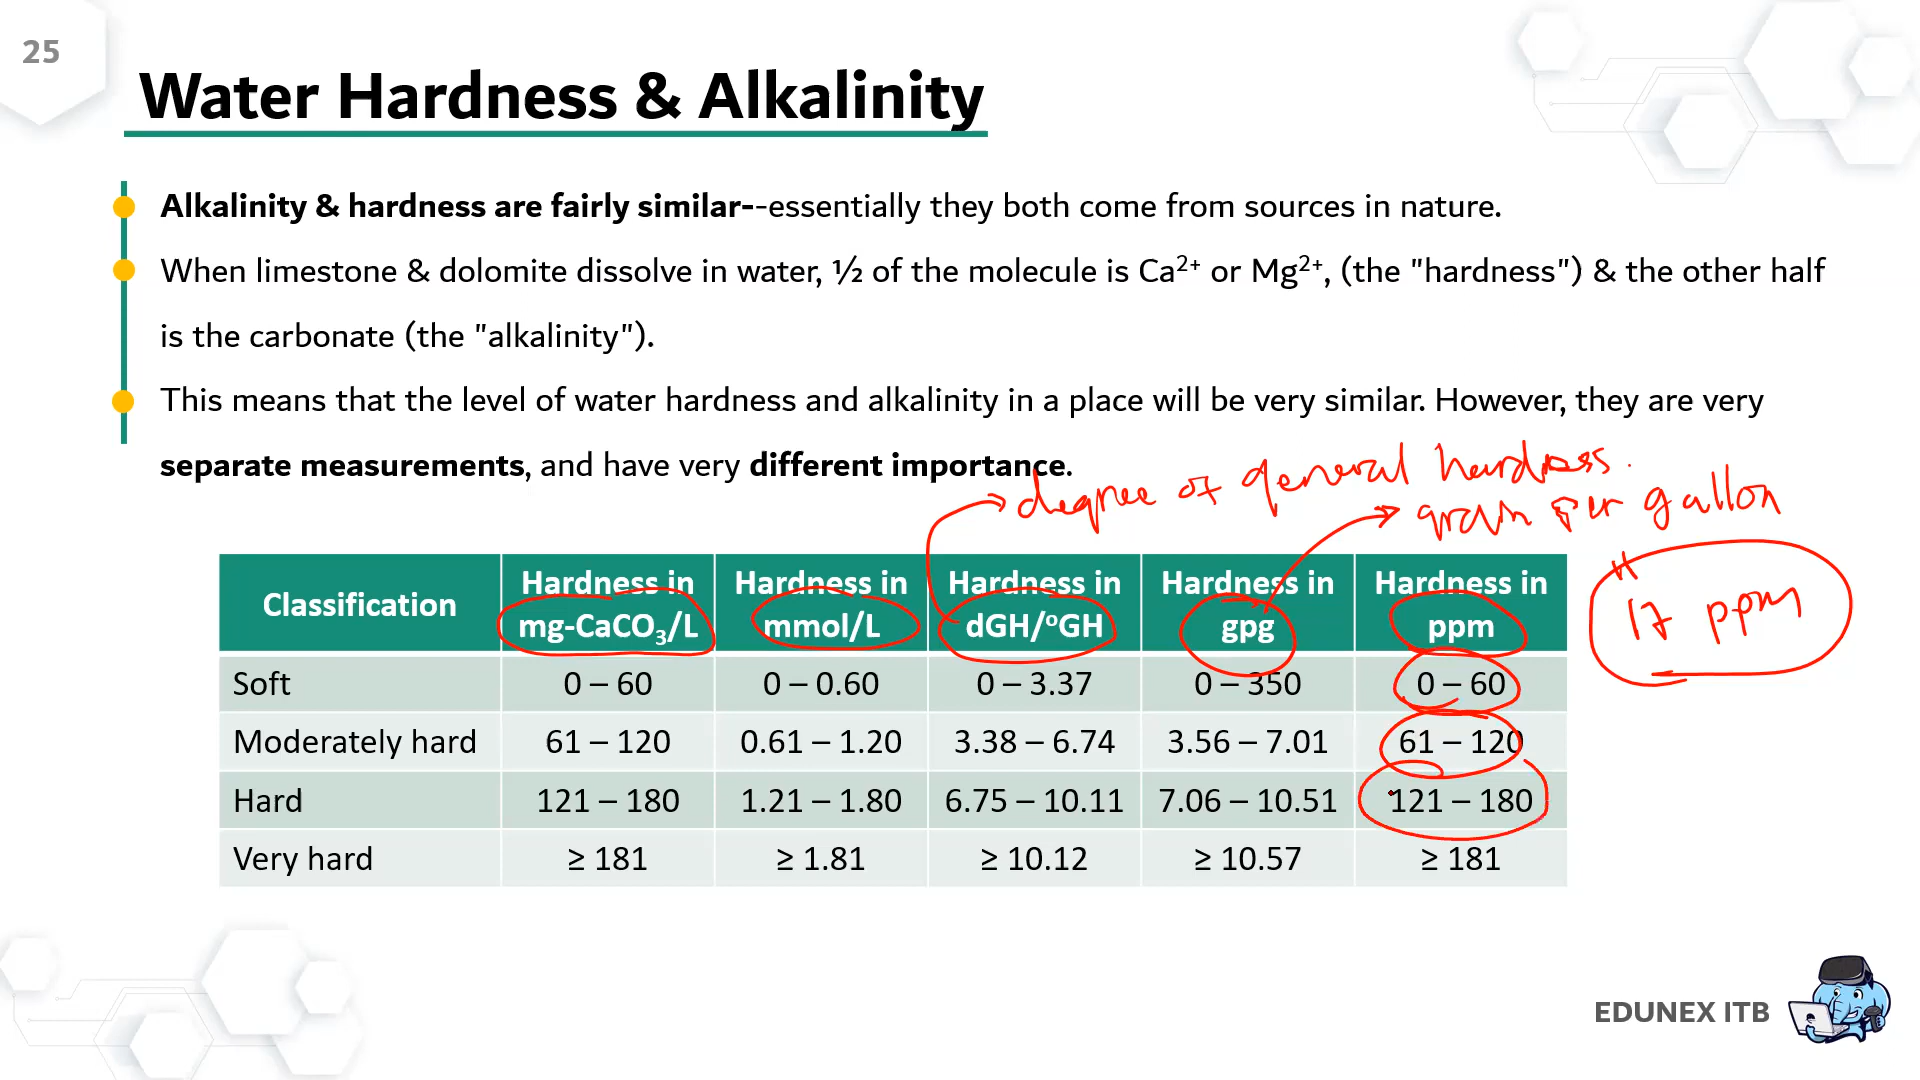 25
Water Hardness & Alkalinity
Alkalinity & hardness are fairly similar--essentially they both come from sources in nature.
When limestone & dolomite dissolve in water, ½ of the molecule is Ca²⁺ or Mg²⁺, (the "hardness") & the other half
is the carbonate (the "alkalinity").
This means that the level of water hardness and alkalinity in a place will be very similar. However, they are very
separate measurements, and have very different importance.
degree of general hardness.
grain per gallon
17 ppm
Classification Hardness in mg-CaCO₃/L Hardness in mmol/L Hardness in dGH/°GH Hardness in gpg Hardness in ppm
Soft 0 – 60 0 – 0.60 0 – 3.37 0 – 350 0 – 60
Moderately hard 61 – 120 0.61 – 1.20 3.38 – 6.74 3.56 – 7.01 61 – 120
Hard 121 – 180 1.21 – 1.80 6.75 – 10.11 7.06 – 10.51 121 – 180
Very hard ≥ 181 ≥ 1.81 ≥ 10.12 ≥ 10.57 ≥ 181
EDUNEX ITB